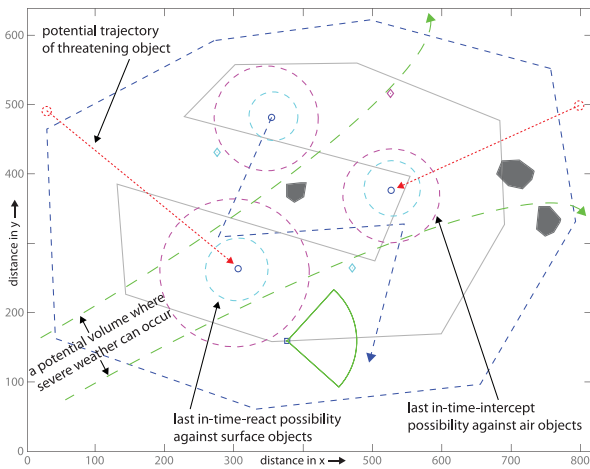 600
500
400
300
200
100
0
distance in y
0
100
200
300
400
500
600
700
800
distance in x
potential trajectory
of threatening object
a potential volume where
severe weather can occur
last in-time-react possibility
against surface objects
last in-time-intercept
possibility against air objects